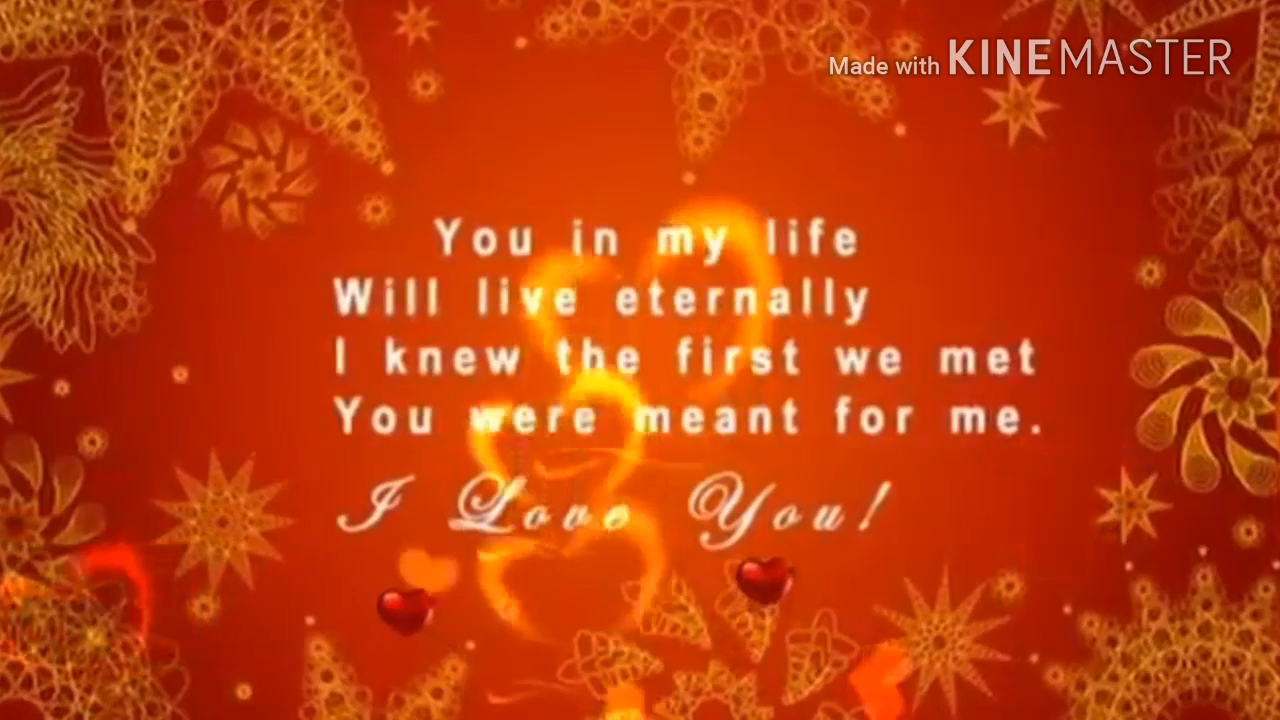 Made with KINEMASTER
You in my life
Will live eternally
I knew the first we met
You were meant for me.
I Love You!